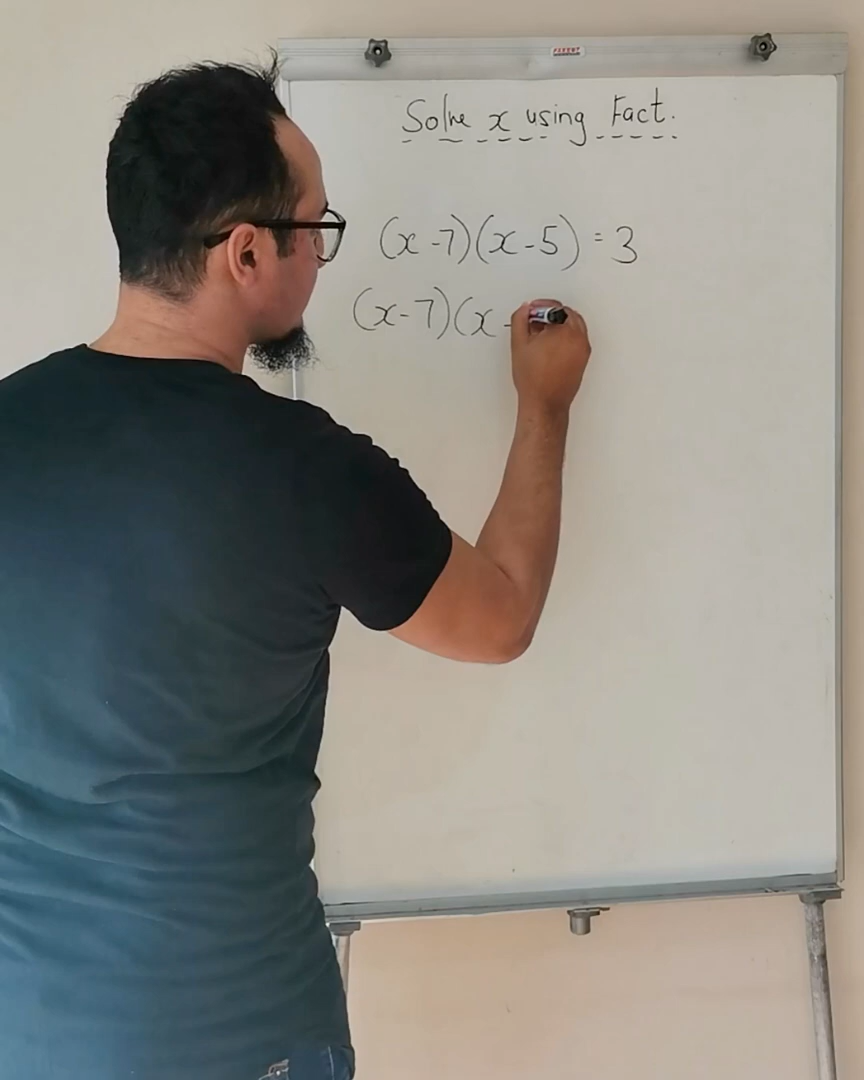 Solve x using Fact.
(x-7)(x-5) = 3
(x-7)(x-